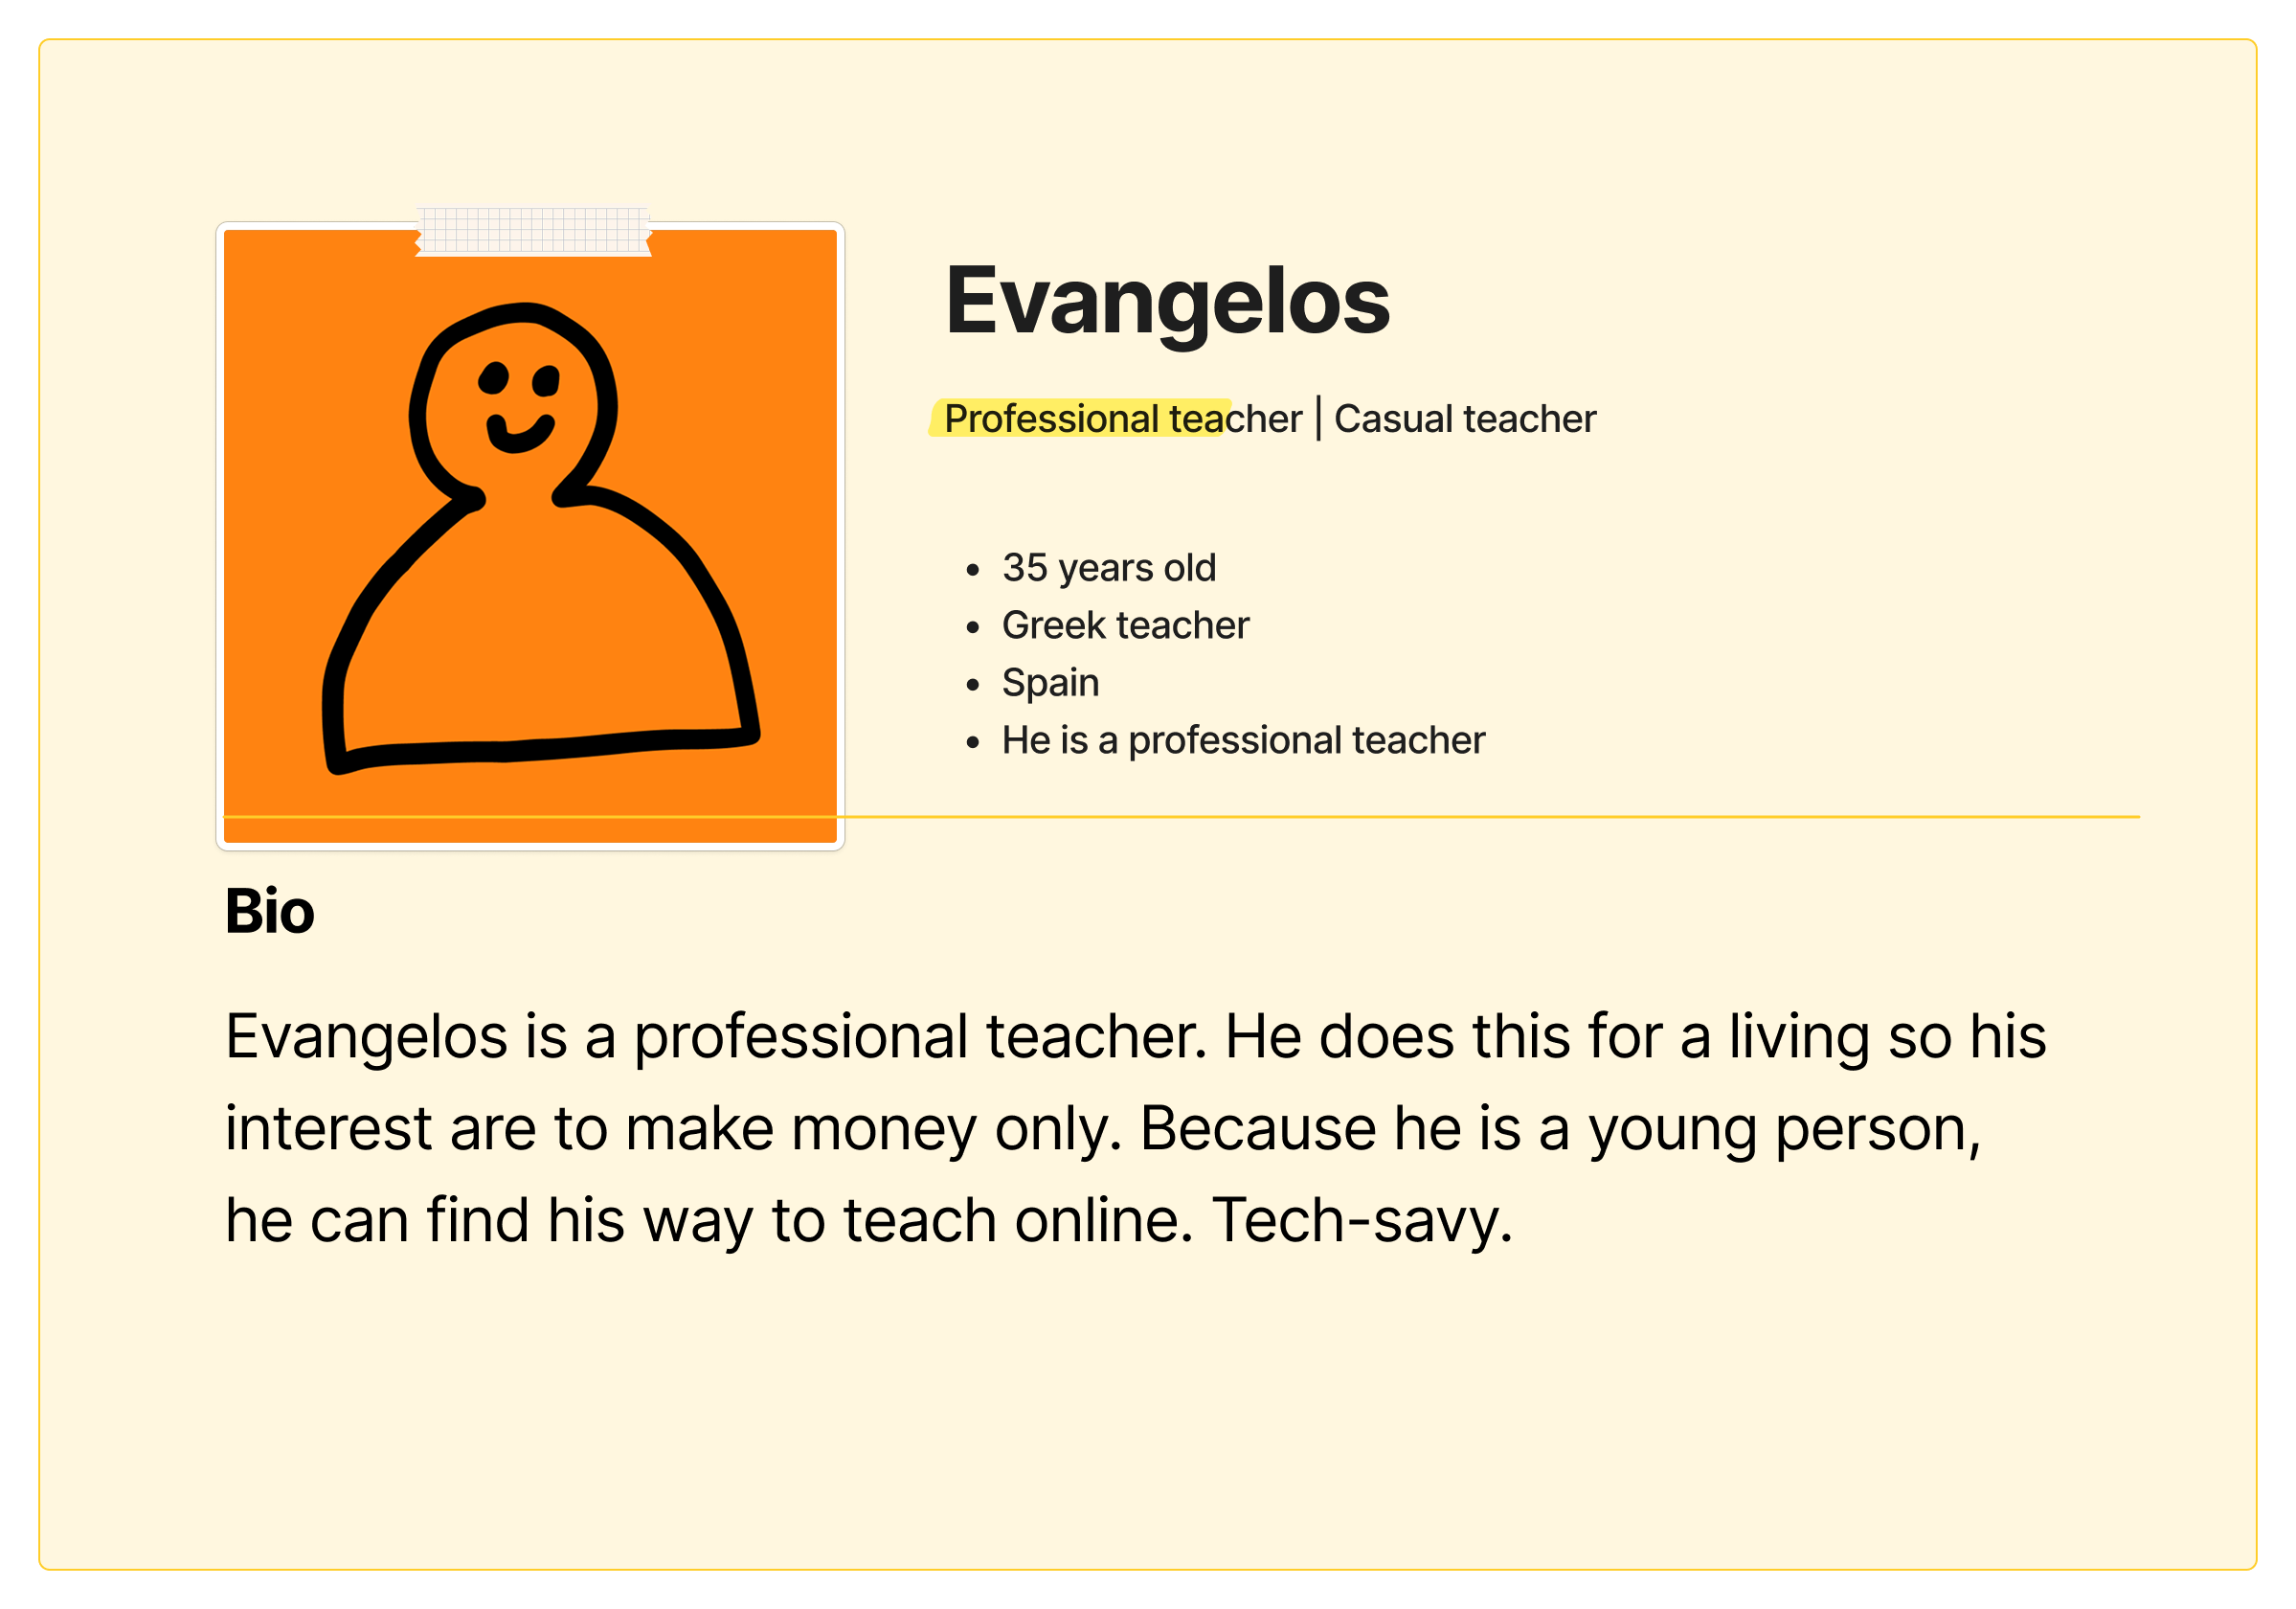 Evangelos
Professional teacher | Casual teacher
• 35 years old
• Greek teacher
• Spain
• He is a professional teacher
Bio
Evangelos is a professional teacher. He does this for a living so his
interest are to make money only. Because he is a young person,
he can find his way to teach online. Tech-savy.